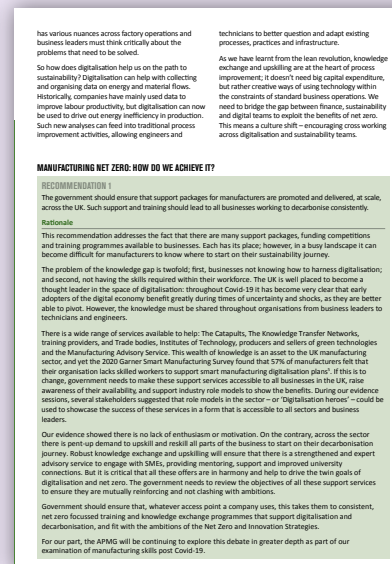 has various nuances across factory operations and
business leaders must think critically about the
problems that need to be solved.
So how does digitalisation help us on the path to
sustainability? Digitalisation can help with collecting
and organising data on energy and material flows.
Historically, companies have mainly used data to
improve labour productivity, but digitalisation can now
be used to drive out energy inefficiency in production.
Such new analyses can feed into traditional process
improvement activities, allowing engineers and
technicians to better question and adapt existing
processes, practices and infrastructure.
As we have learnt from the lean revolution, knowledge
exchange and upskilling are at the heart of process
improvement; it doesn't need big capital expenditure,
but rather creative ways of using technology within
the constraints of standard business operations. We
need to bridge the gap between finance, sustainability
and digital teams to exploit the benefits of net zero.
This means a culture shift – encouraging cross working
across digitalisation and sustainability teams.
MANUFACTURING NET ZERO: HOW DO WE ACHIEVE IT?
RECOMMENDATION 1
The government should ensure that support packages for manufacturers are promoted and delivered, at scale,
across the UK. Such support and training should lead to all businesses working to decarbonise consistently.
Rationale
This recommendation addresses the fact that there are many support packages, funding competitions
and training programmes available to businesses. Each has its place; however, in a busy landscape it can
become difficult for manufacturers to know where to start on their sustainability journey.
The problem of the knowledge gap is twofold; first, businesses not knowing how to harness digitalisation;
and second, not having the skills required within their workforce. The UK is well placed to become a
thought leader in the space of digitalisation: throughout Covid-19 it has become very clear that early
adopters of the digital economy benefit greatly during times of uncertainty and shocks, as they are better
able to pivot. However, the knowledge must be shared throughout organisations from business leaders to
technicians and engineers.
There is a wide range of services available to help: The Catapults, The Knowledge Transfer Networks,
training providers, and Trade bodies, Institutes of Technology, producers and sellers of green technologies
and the Manufacturing Advisory Service. This wealth of knowledge is an asset to the UK manufacturing
sector, and yet the 2020 Garner Smart Manufacturing Survey found that 57% of manufacturers felt that
their organisation lacks skilled workers to support smart manufacturing digitalisation plans⁵. If this is to
change, government needs to make these support services accessible to all businesses in the UK, raise
awareness of their availability, and support industry role models to show the benefits. During our evidence
sessions, several stakeholders suggested that role models in the sector – or 'Digitalisation heroes' – could be
used to showcase the success of these services in a form that is accessible to all sectors and business
leaders.
Our evidence showed there is no lack of enthusiasm or motivation. On the contrary, across the sector
there is pent-up demand to upskill and reskill all parts of the business to start on their decarbonisation
journey. Robust knowledge exchange and upskilling will ensure that there is a strengthened and expert
advisory service to engage with SMEs, providing mentoring, support and improved university
connections. But it is critical that all these offers are in harmony and help to drive the twin goals of
digitalisation and net zero. The government needs to review the objectives of all these support services
to ensure they are mutually reinforcing and not clashing with ambitions.
Government should ensure that, whatever access point a company uses, this takes them to consistent,
net zero focussed training and knowledge exchange programmes that support digitalisation and
decarbonisation, and fit with the ambitions of the Net Zero and Innovation Strategies.
For our part, the APMG will be continuing to explore this debate in greater depth as part of our
examination of manufacturing skills post Covid-19.